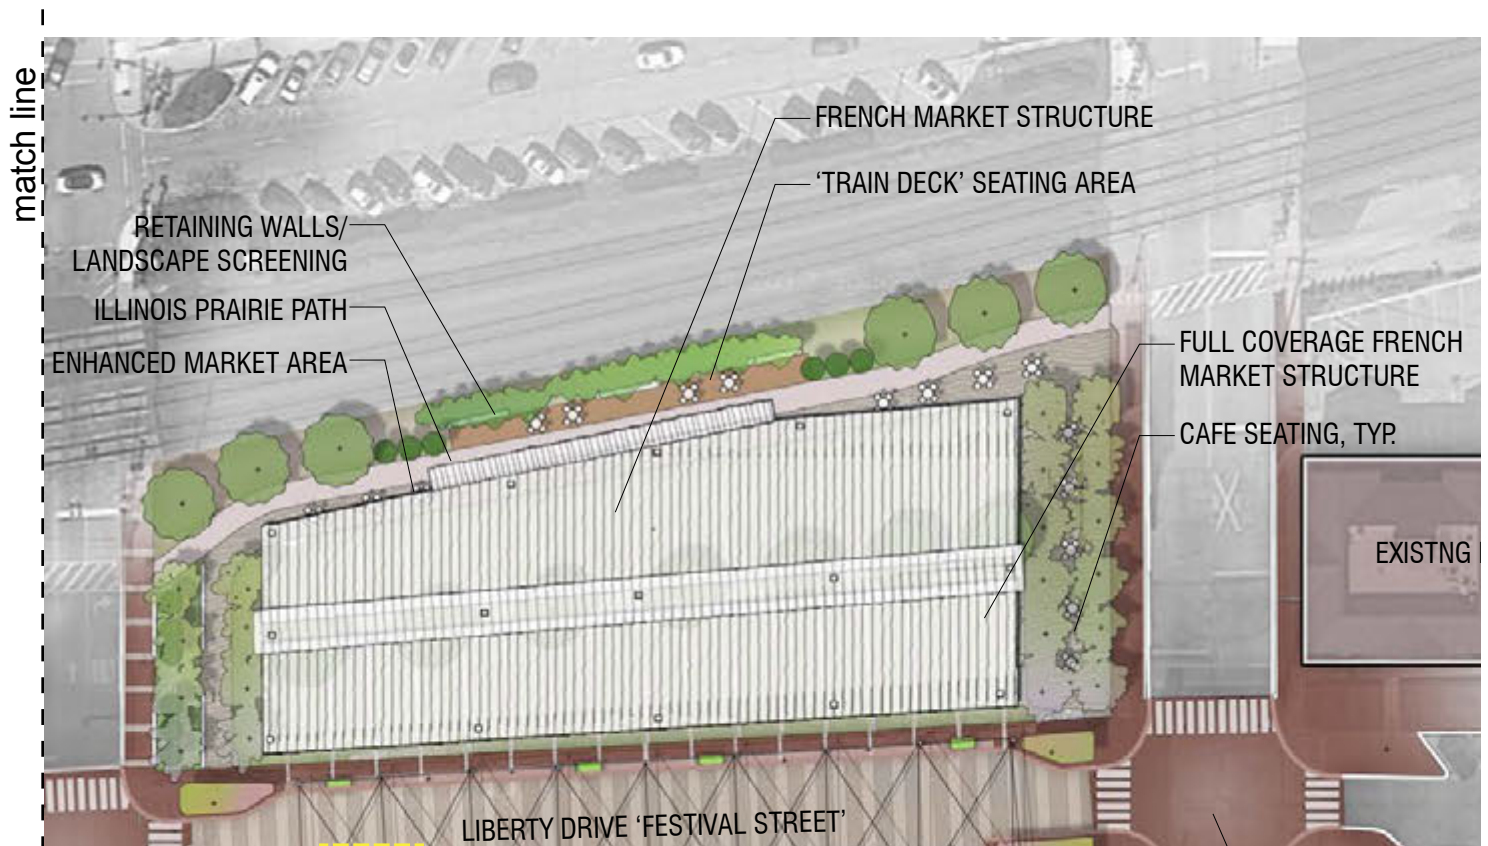 match line
FRENCH MARKET STRUCTURE
‘TRAIN DECK’ SEATING AREA
RETAINING WALLS/
LANDSCAPE SCREENING
ILLINOIS PRAIRIE PATH
ENHANCED MARKET AREA
FULL COVERAGE FRENCH
MARKET STRUCTURE
CAFE SEATING, TYP.
EXISTNG
LIBERTY DRIVE ‘FESTIVAL STREET’